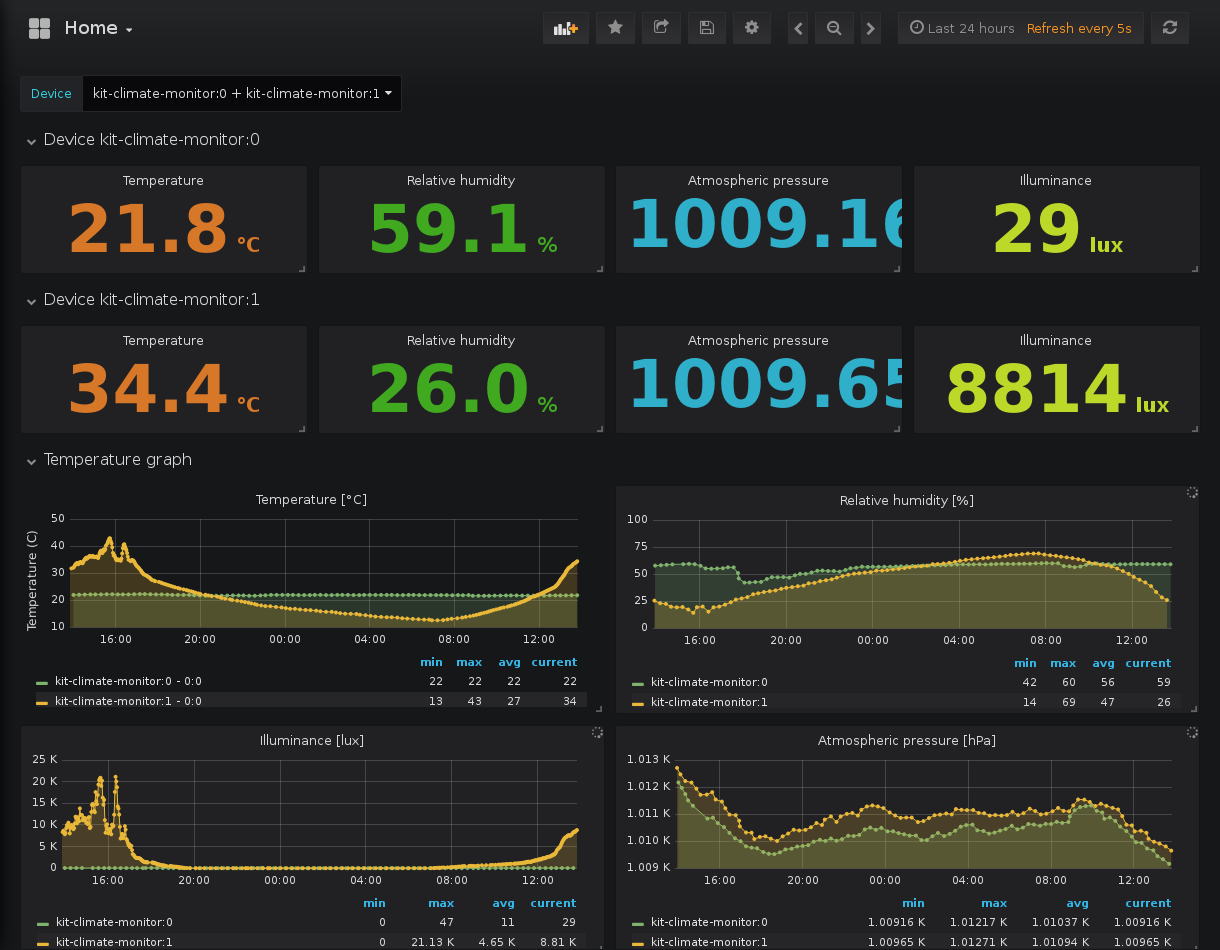 Home
Last 24 hours Refresh every 5s
Device kit-climate-monitor:0 + kit-climate-monitor:1
Device kit-climate-monitor:0
Temperature Relative humidity Atmospheric pressure Illuminance
21.8 °C 59.1 % 1009.16 29 lux
Device kit-climate-monitor:1
Temperature Relative humidity Atmospheric pressure Illuminance
34.4 °C 26.0 % 1009.65 8814 lux
Temperature graph
Temperature [°C]
Temperature (C)
50
40
30
20
10
16:00 20:00 00:00 04:00 08:00 12:00
min max avg current
kit-climate-monitor:0 - 0:0 22 22 22 22
kit-climate-monitor:1 - 0:0 13 43 27 34
Relative humidity [%]
100
75
50
25
0
16:00 20:00 00:00 04:00 08:00 12:00
min max avg current
kit-climate-monitor:0 42 60 56 59
kit-climate-monitor:1 14 69 47 26
Illuminance [lux]
25 K
20 K
15 K
10 K
5 K
0
16:00 20:00 00:00 04:00 08:00 12:00
min max avg current
kit-climate-monitor:0 0 47 11 29
kit-climate-monitor:1 0 21.13 K 4.65 K 8.81 K
Atmospheric pressure [hPa]
1.013 K
1.012 K
1.011 K
1.010 K
1.009 K
16:00 20:00 00:00 04:00 08:00 12:00
min max avg current
kit-climate-monitor:0 1.00916 K 1.01217 K 1.01037 K 1.00916 K
kit-climate-monitor:1 1.00965 K 1.01271 K 1.01094 K 1.00965 K